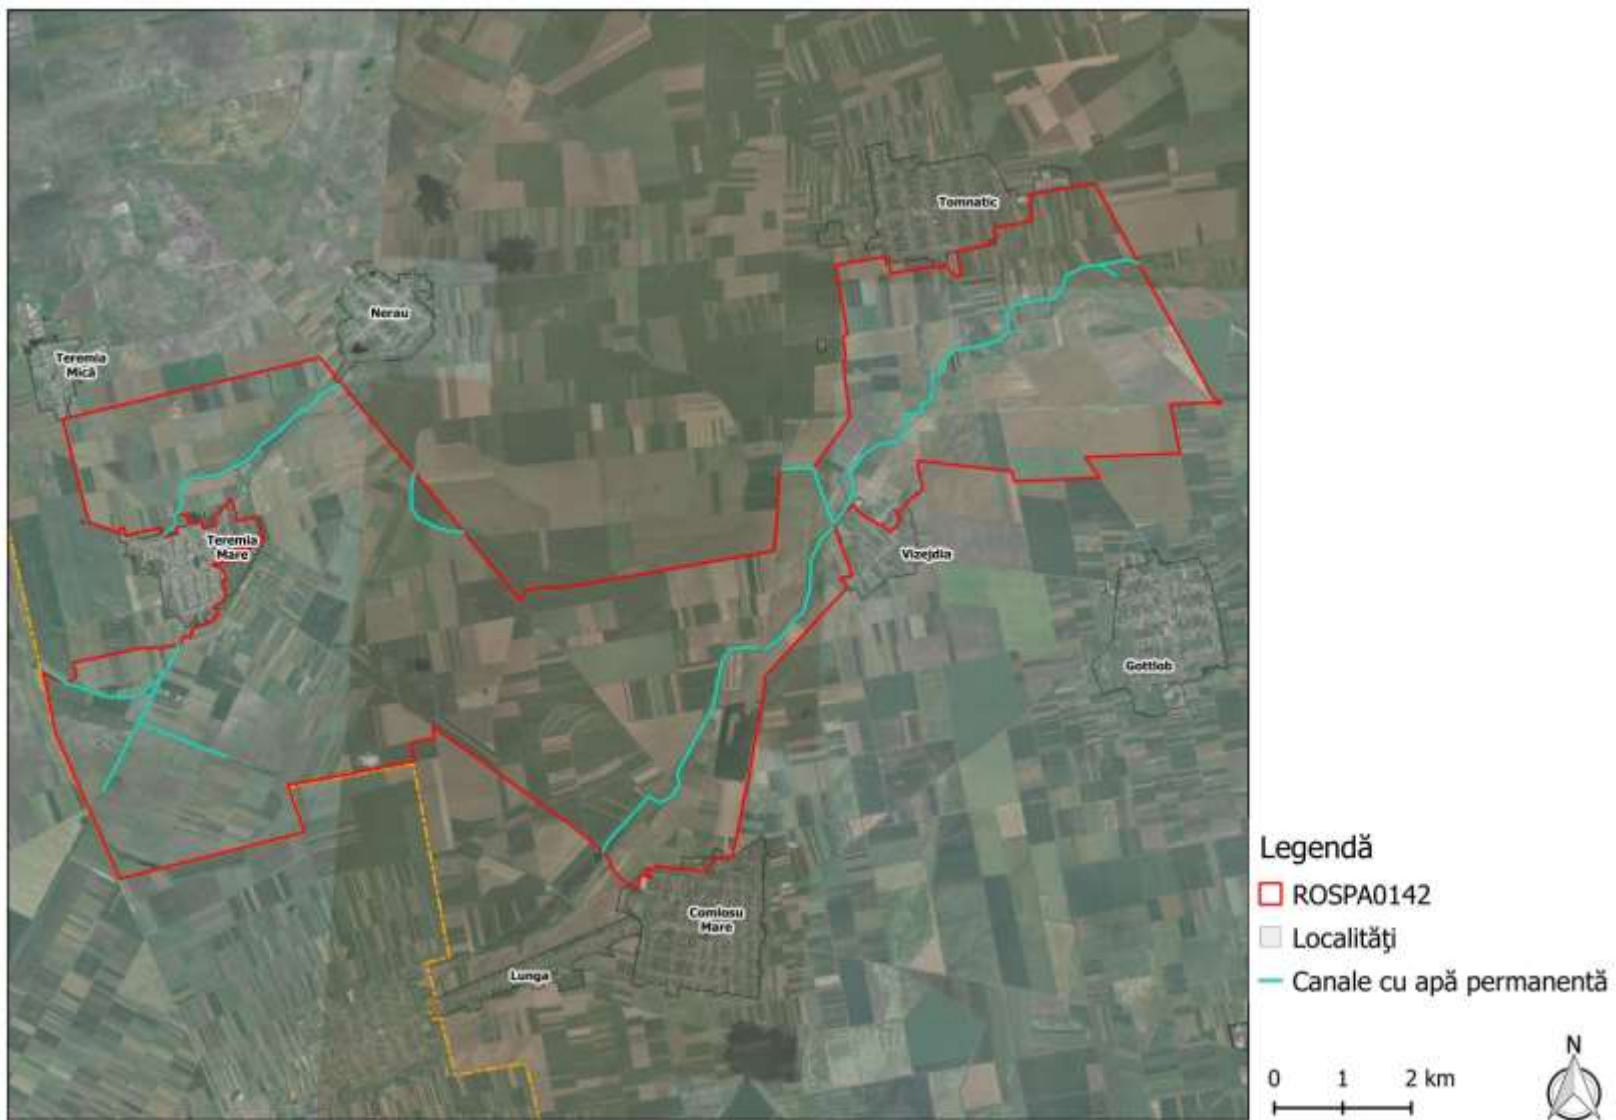 Tomnatic
Nerau
Teremia
Mică
Teremia
Mare
Vizejdia
Gottlob
Comlosu
Mare
Lunga
Legendă
ROSPA0142
Localităţi
Canale cu apă permanentă
0 1 2 km
N